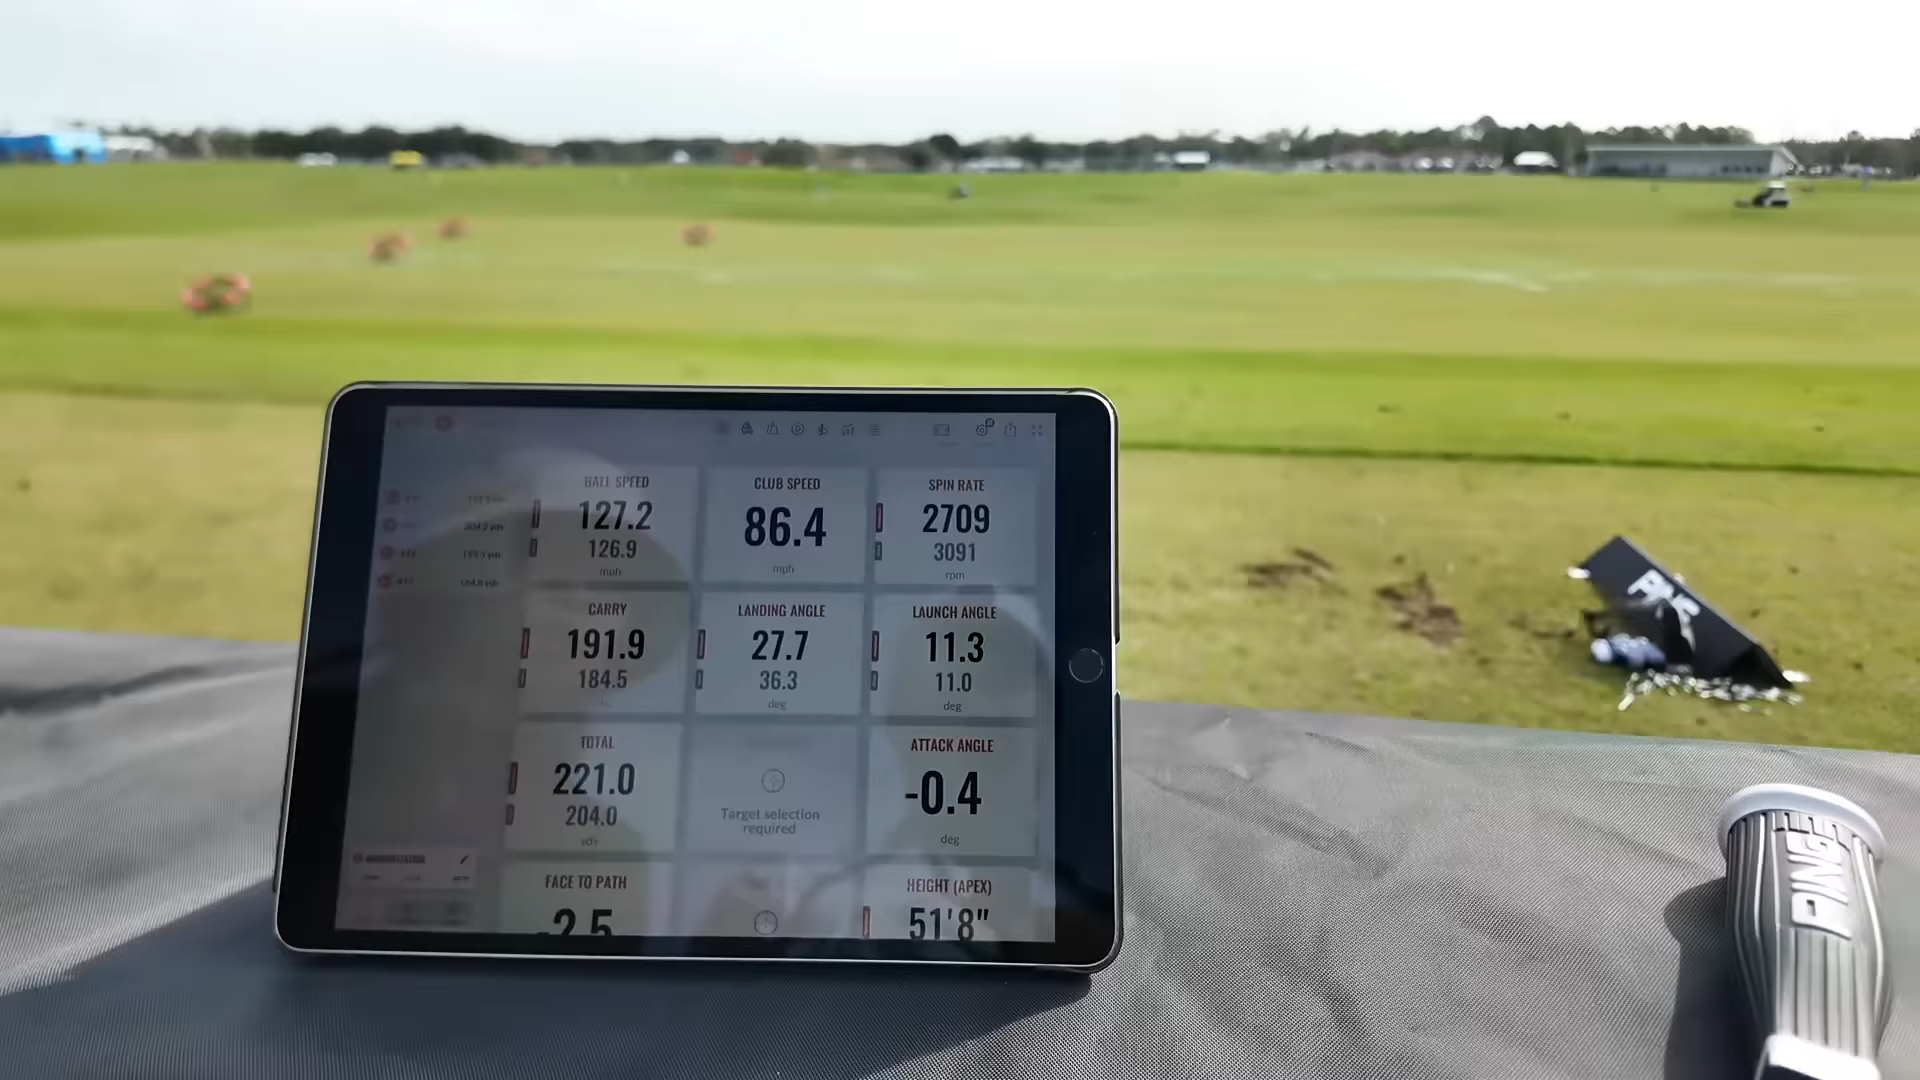 BALL SPEED
127.2
126.9
mph
CLUB SPEED
86.4
mph
SPIN RATE
2709
3091
rpm
CARRY
191.9
184.5
LANDING ANGLE
27.7
36.3
deg
LAUNCH ANGLE
11.3
11.0
deg
TOTAL
221.0
204.0
yds
Target selection
required
ATTACK ANGLE
-0.4
deg
FACE TO PATH
-2.5
HEIGHT (APEX)
51'8"
PING
PING